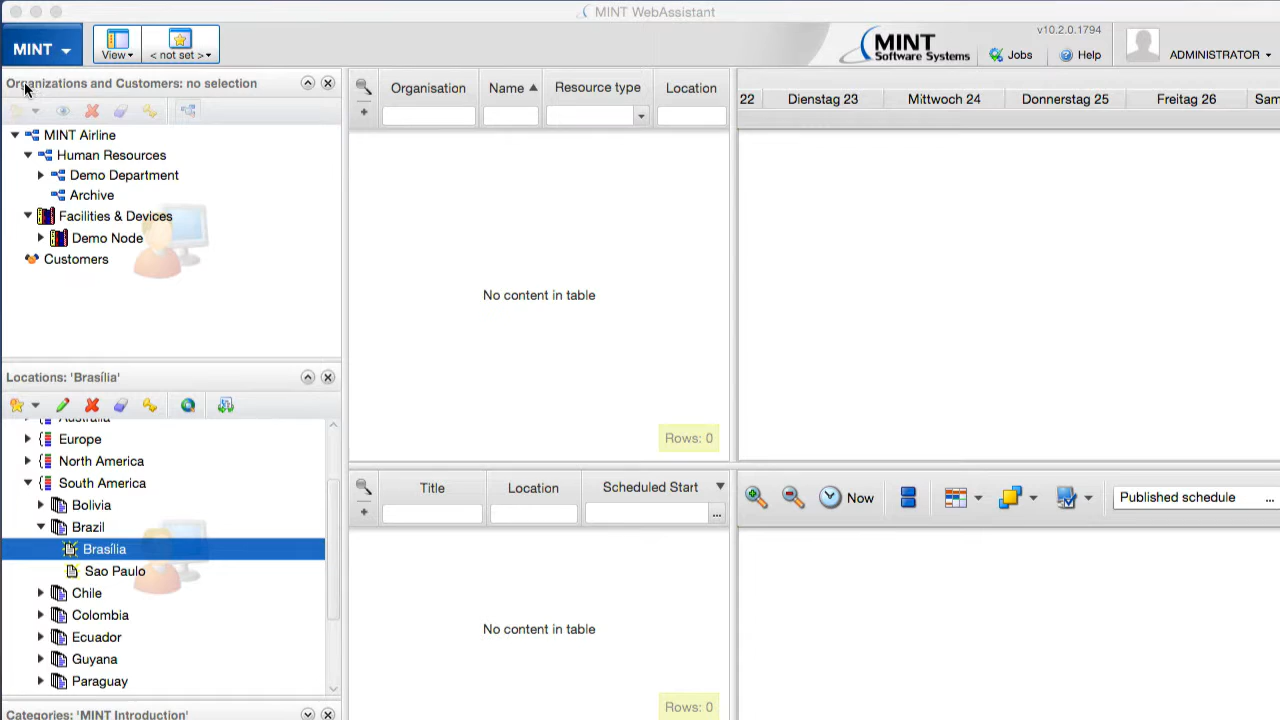 MINT WebAssistant
MINT
View
< not set >
MINT
Software Systems
v10.2.0.1794
Jobs
Help
ADMINISTRATOR
Organizations and Customers: no selection
MINT Airline
Human Resources
Demo Department
Archive
Facilities & Devices
Demo Node
Customers
Locations: 'Brasília'
Australia
Europe
North America
South America
Bolivia
Brazil
Brasília
Sao Paulo
Chile
Colombia
Ecuador
Guyana
Paraguay
Categories: 'MINT Introduction'
Organisation Name Resource type Location
No content in table
Rows: 0
22 Dienstag 23 Mittwoch 24 Donnerstag 25 Freitag 26 Sam
Title Location Scheduled Start
...
No content in table
Rows: 0
Now
Published schedule ...